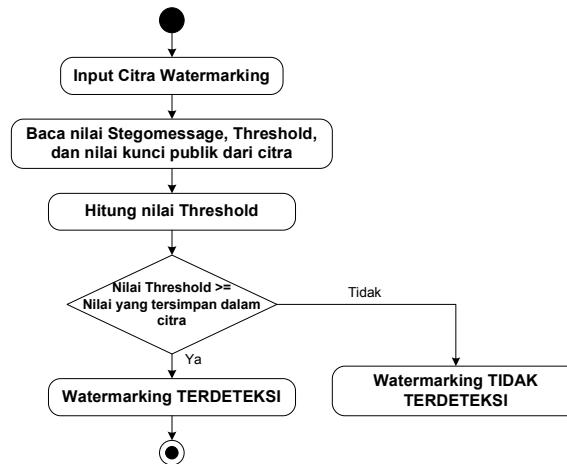 Input Citra Watermarking
Baca nilai Stegomessage, Threshold,
dan nilai kunci publik dari citra
Hitung nilai Threshold
Nilai Threshold >=
Nilai yang tersimpan dalam
citra
Tidak
Ya
Watermarking TERDETEKSI
Watermarking TIDAK
TERDETEKSI